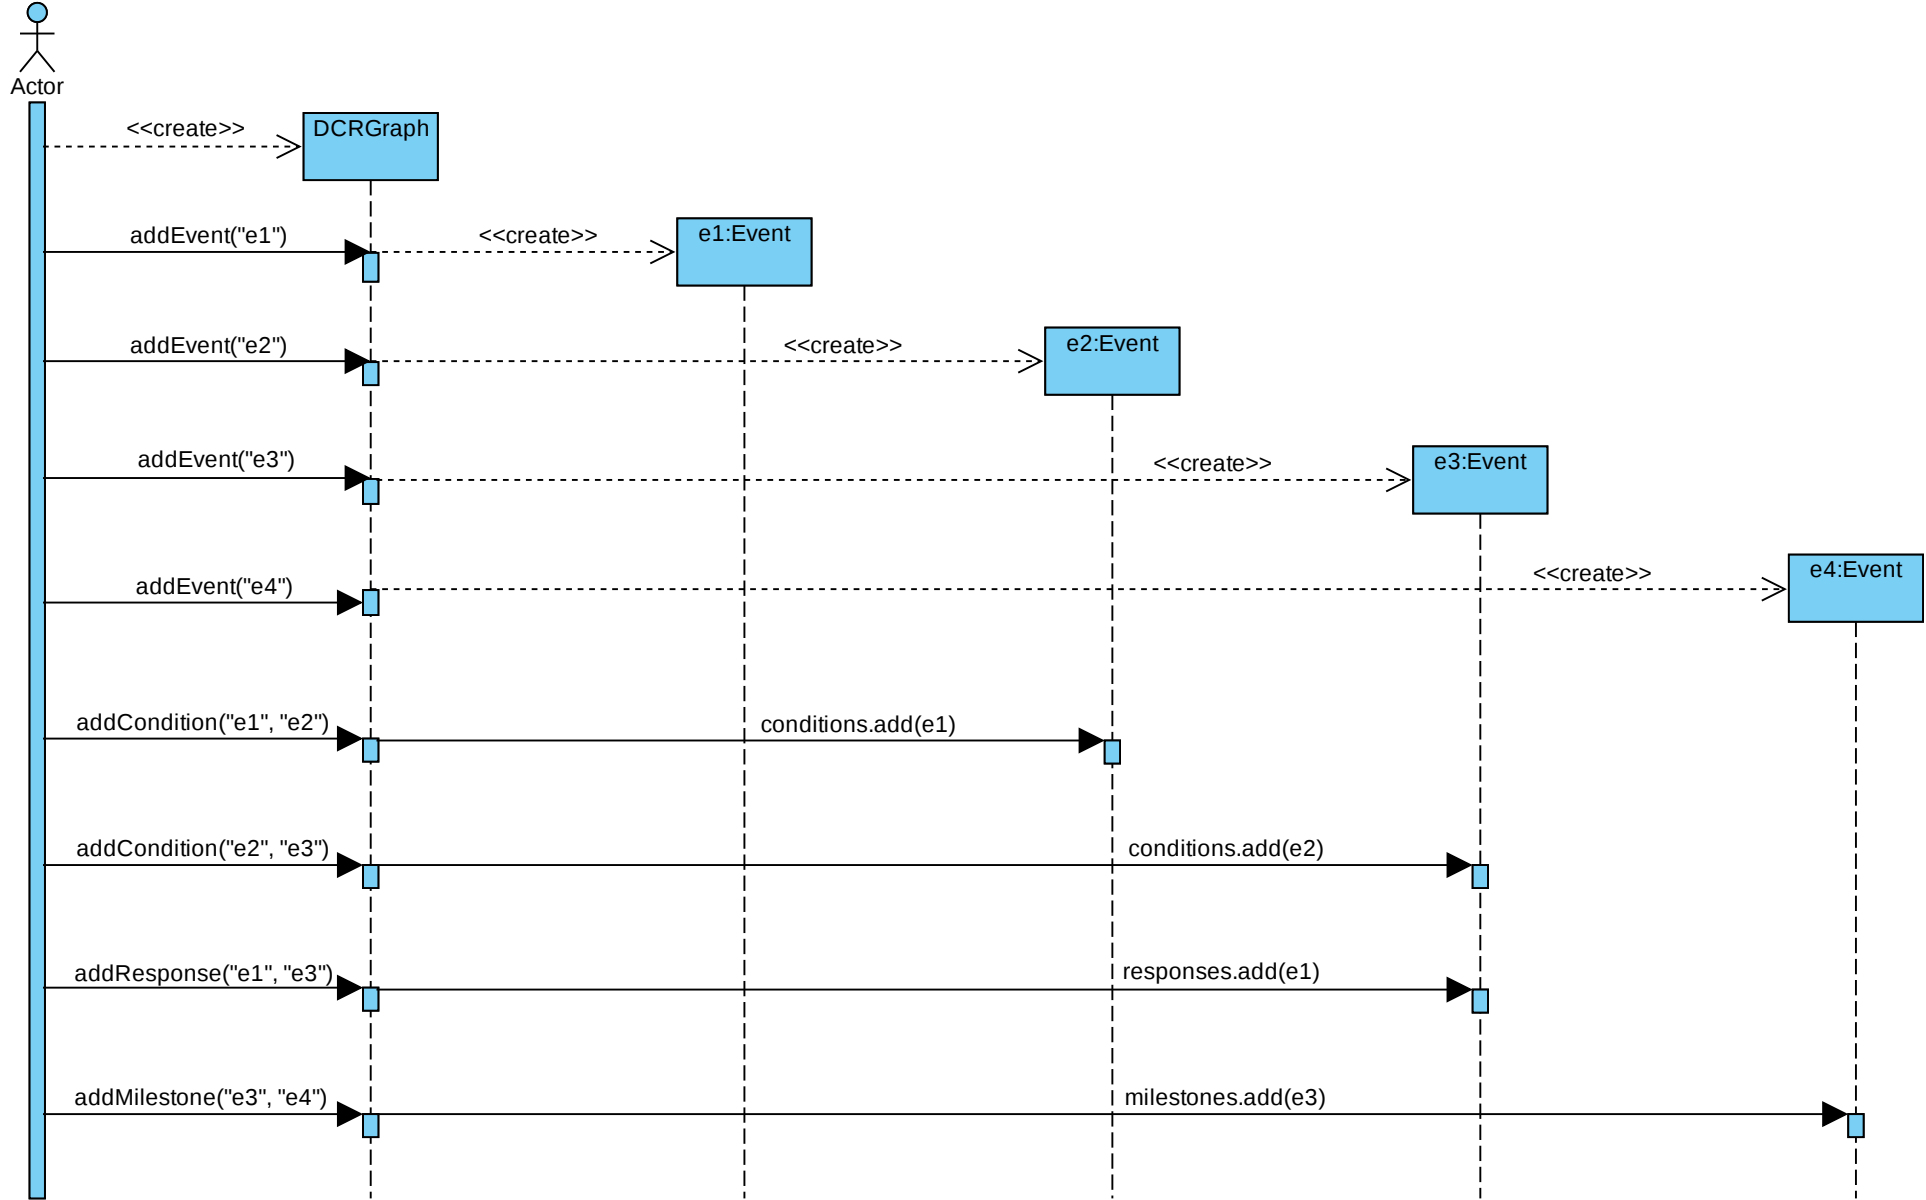 Actor
<<create>>
DCRGraph
addEvent("e1")
<<create>>
e1:Event
addEvent("e2")
<<create>>
e2:Event
addEvent("e3")
<<create>>
e3:Event
addEvent("e4")
<<create>>
e4:Event
addCondition("e1", "e2")
conditions.add(e1)
addCondition("e2", "e3")
conditions.add(e2)
addResponse("e1", "e3")
responses.add(e1)
addMilestone("e3", "e4")
milestones.add(e3)